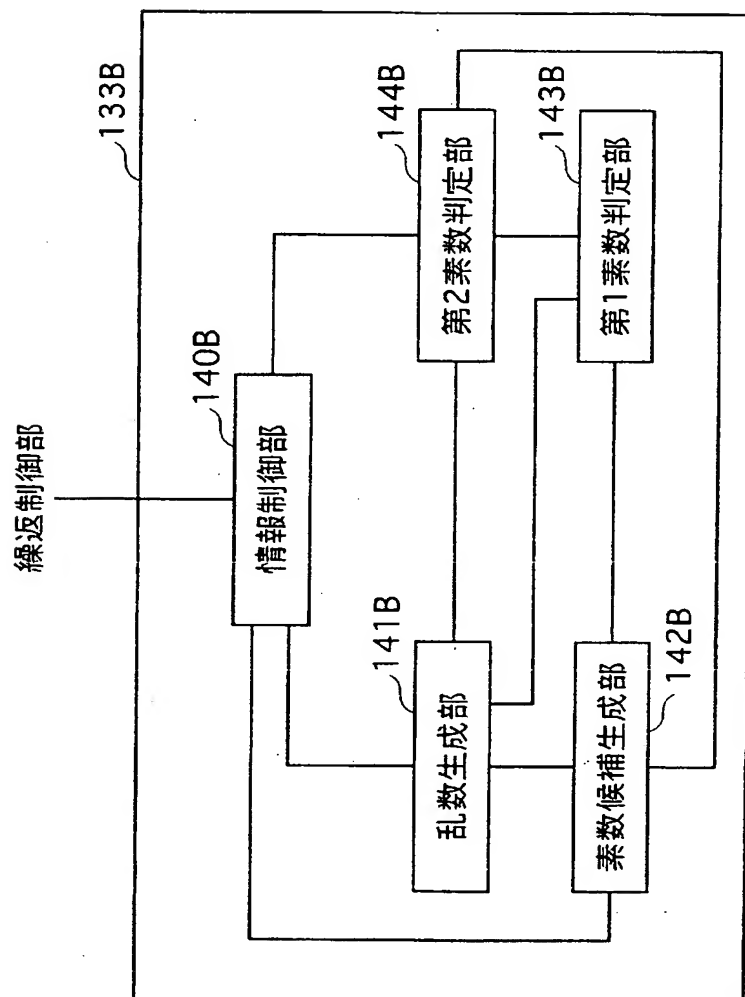 繰返制御部
133B
140B
情報制御部
141B
乱数生成部
144B
第2素数判定部
素数候補生成部
142B
143B
第1素数判定部